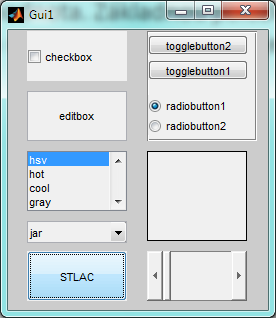 Gui1
checkbox
togglebutton2
togglebutton1
editbox
radiobutton1
radiobutton2
hsv
hot
cool
gray
jar
STLAC